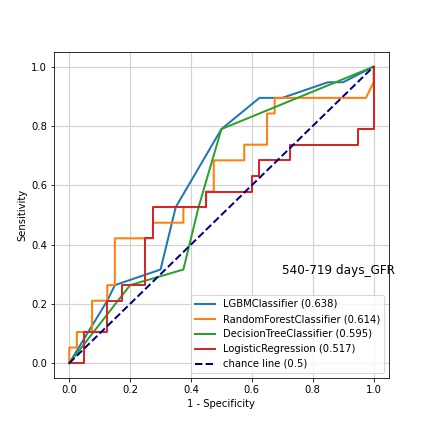 1.0
0.8
0.6
0.4
0.2
0.0
Sensitivity
540-719 days_GFR
LGBMClassifier (0.638)
RandomForestClassifier (0.614)
DecisionTreeClassifier (0.595)
LogisticRegression (0.517)
chance line (0.5)
0.0 0.2 0.4 0.6 0.8 1.0
1 - Specificity